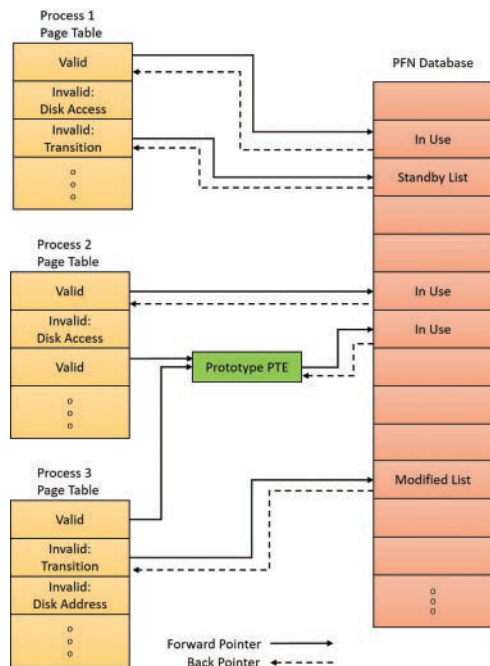 Process 1
Page Table
Valid
Invalid:
Disk Access
Invalid:
Transition
o
o
o
PFN Database
In Use
Standby List
In Use
In Use
Modified List
o
o
o
Process 2
Page Table
Valid
Invalid:
Disk Access
Valid
o
o
o
Prototype PTE
Process 3
Page Table
Valid
Invalid:
Transition
Invalid:
Disk Address
o
o
o
Forward Pointer
Back Pointer